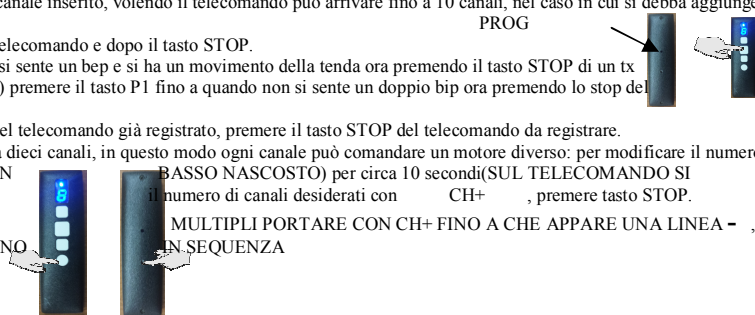 canale inserito, volendo il telecomando può arrivare fino a 10 canali, nel caso in cui si debba aggiunge
PROG
elecomando e dopo il tasto STOP.
si sente un bep e si ha un movimento della tenda ora premendo il tasto STOP di un tx
) premere il tasto P1 fino a quando non si sente un doppio bip ora premendo lo stop del
el telecomando già registrato, premere il tasto STOP del telecomando da registrare.
a dieci canali, in questo modo ogni canale può comandare un motore diverso: per modificare il numero
N BASSO NASCOSTO) per circa 10 secondi(SUL TELECOMANDO SI
il numero di canali desiderati con CH+ , premere tasto STOP.
MULTIPLI PORTARE CON CH+ FINO A CHE APPARE UNA LINEA - ,
NO IN SEQUENZA